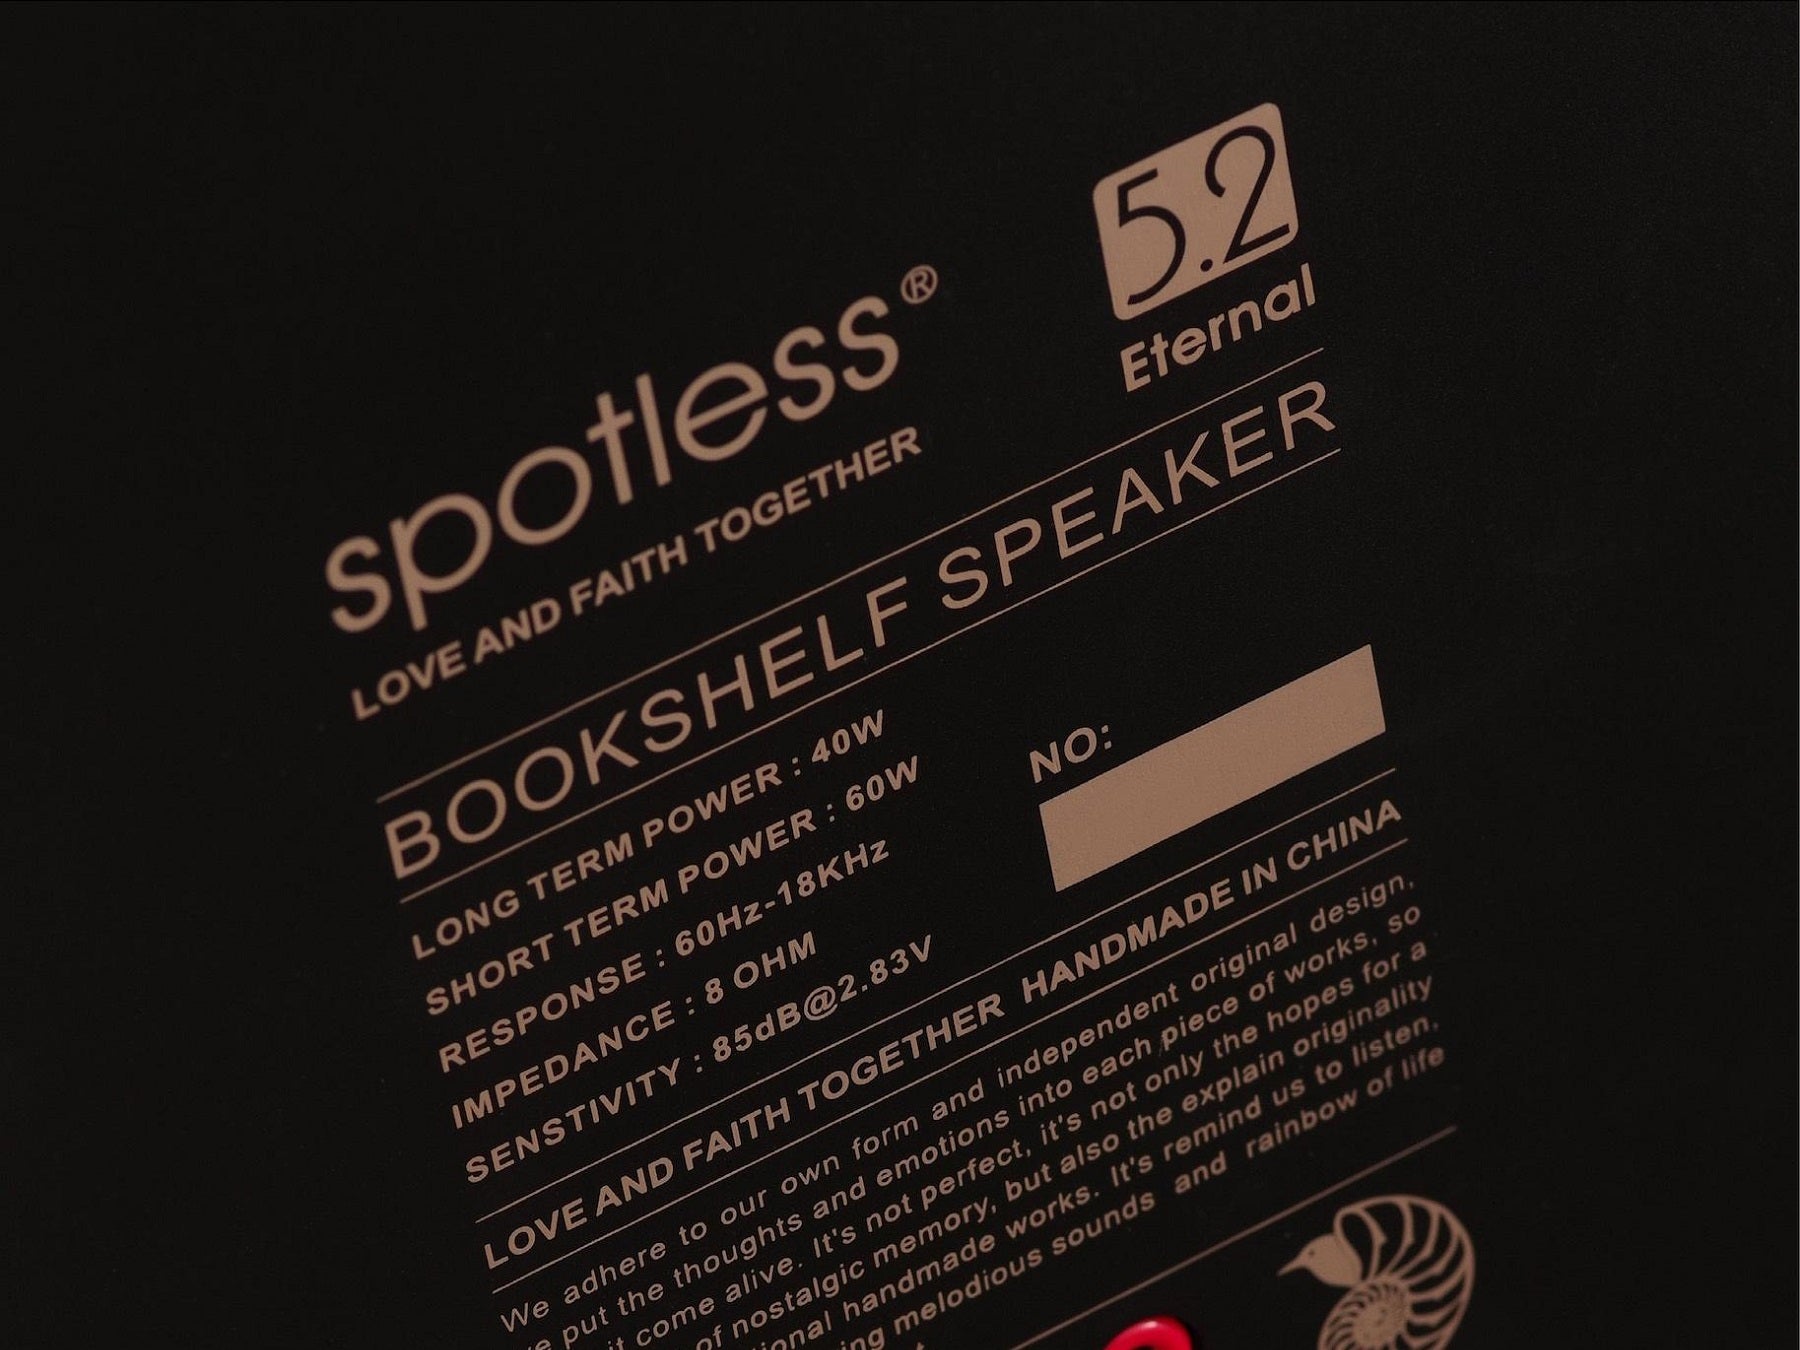 5.2
Eternal
spotless®
LOVE AND FAITH TOGETHER
BOOKSHELF SPEAKER
LONG TERM POWER : 40W
SHORT TERM POWER : 60W
RESPONSE : 60Hz-18KHz
IMPEDANCE : 8 OHM
SENSTIVITY : 85dB@2.83V
NO:
LOVE AND FAITH TOGETHER HANDMADE IN CHINA
We adhere to our own form and independent original design,
put the thoughts and emotions into each piece of works, so
it come alive. It's not perfect, it's not only the hopes for a
of nostalgic memory, but also the explain originality
handmade works. It's remind us to listen,
melodious sounds and rainbow of life